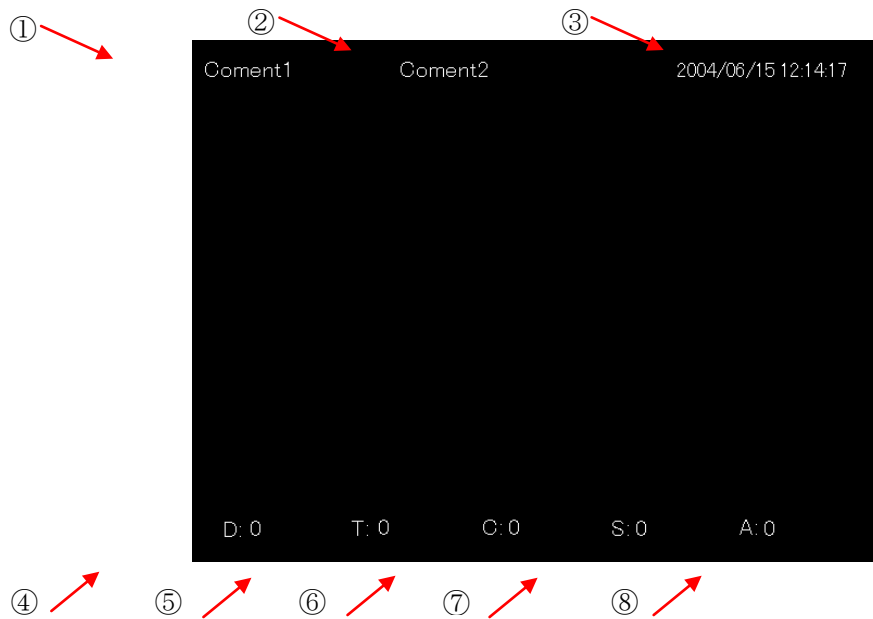 ① ② ③
Coment1 Coment2 2004/06/15 12:14:17
D: 0 T: 0 C: 0 S: 0 A: 0
④ ⑤ ⑥ ⑦ ⑧